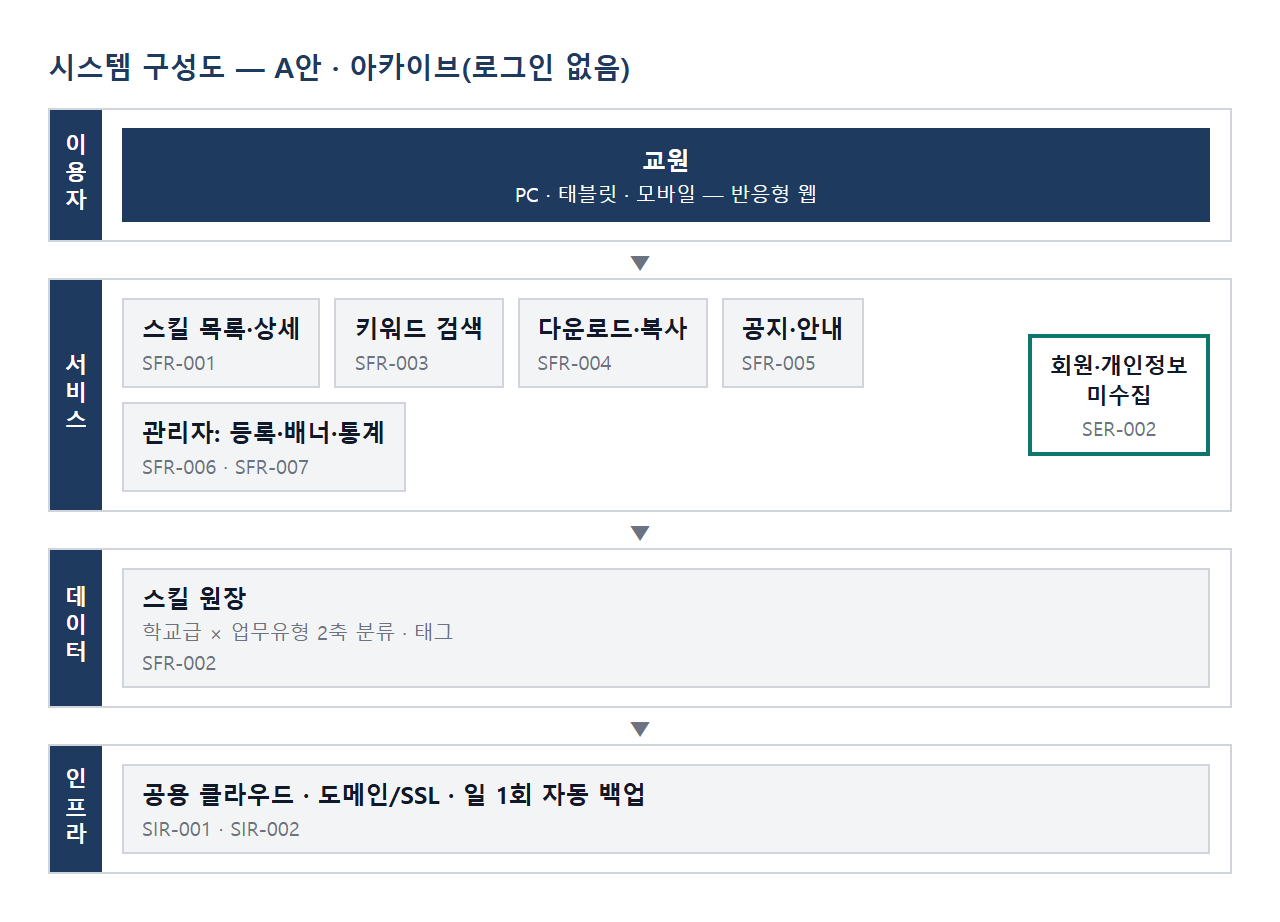 시스템 구성도 — A안 · 아카이브(로그인 없음)
이용자
교원
PC · 태블릿 · 모바일 — 반응형 웹
▼
서비스
스킬 목록·상세
SFR-001
키워드 검색
SFR-003
다운로드·복사
SFR-004
공지·안내
SFR-005
관리자: 등록·배너·통계
SFR-006 · SFR-007
회원·개인정보
미수집
SER-002
▼
데이터
스킬 원장
학교급 × 업무유형 2축 분류 · 태그
SFR-002
▼
인프라
공용 클라우드 · 도메인/SSL · 일 1회 자동 백업
SIR-001 · SIR-002